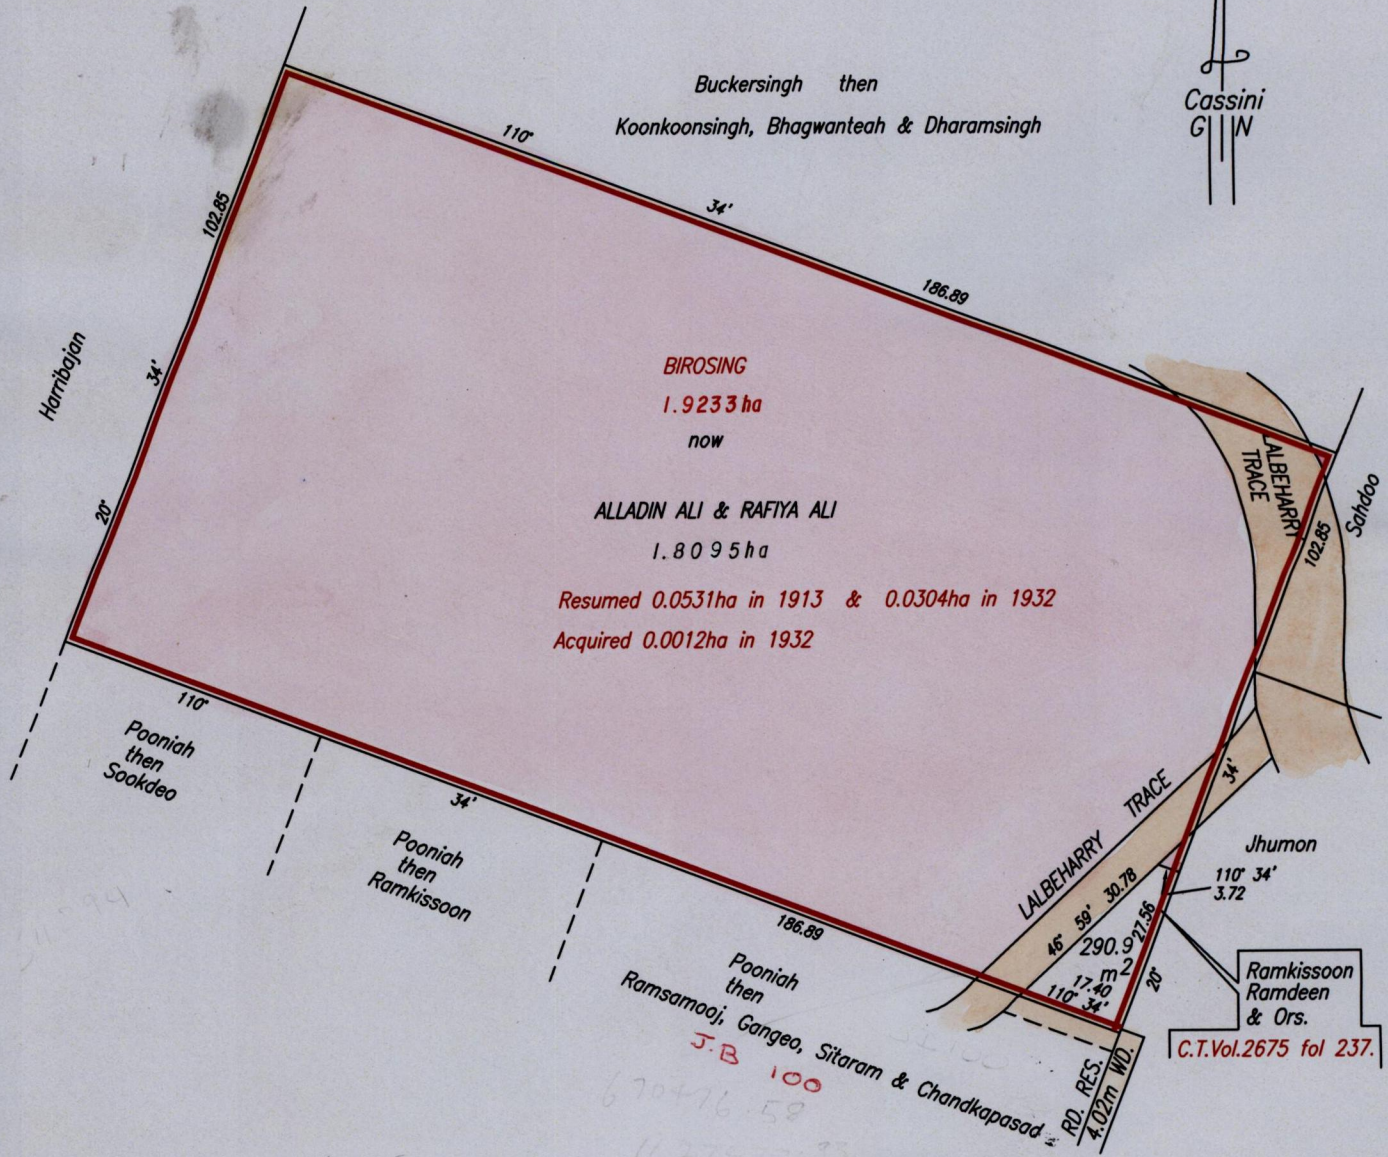 Buckersingh then
Koonkoonsingh, Bhagwanteah & Dharamsingh
Cassini
G N
110°
34'
186.89
102.85
34'
20°
Harribajan
BIROSING
1.9233ha
now
ALLADIN ALI & RAFIYA ALI
1.8095ha
Resumed 0.0531ha in 1913 & 0.0304ha in 1932
Acquired 0.0012ha in 1932
LALBEHARRY
TRACE
Sahdoo
102.85
34'
20°
110°
34'
186.89
Pooniah
then
Sookdeo
Pooniah
then
Ramkissoon
Pooniah
then
Ramsamooj, Gangeo, Sitaram & Chandkapasad
J.B 100
LALBEHARRY TRACE
46° 59' 30.78
27.56
290.9
m2
17.40
110° 34'
Jhumon
110° 34'
3.72
Ramkissoon
Ramdeen
& Ors.
C.T.Vol.2675 fol 237.
RD. RES.
4.02m WD.